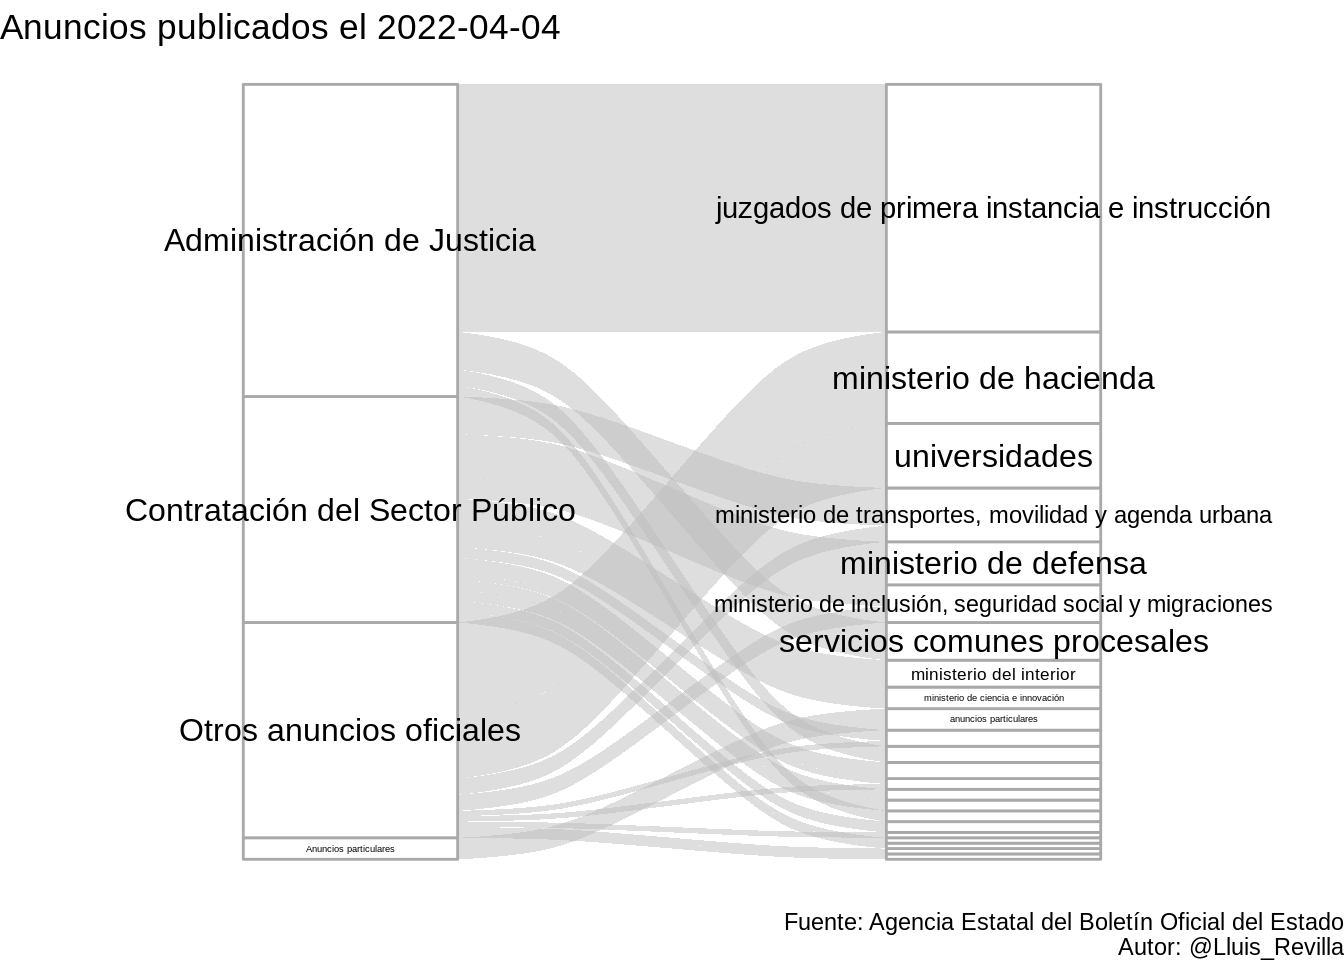 Anuncios publicados el 2022-04-04
Administración de Justicia
Contratación del Sector Público
Otros anuncios oficiales
Anuncios particulares
juzgados de primera instancia e instrucción
ministerio de hacienda
universidades
ministerio de transportes, movilidad y agenda urbana
ministerio de defensa
ministerio de inclusión, seguridad social y migraciones
servicios comunes procesales
ministerio del interior
ministerio de ciencia e innovación
anuncios particulares
Fuente: Agencia Estatal del Boletín Oficial del Estado
Autor: @Lluis_Revilla